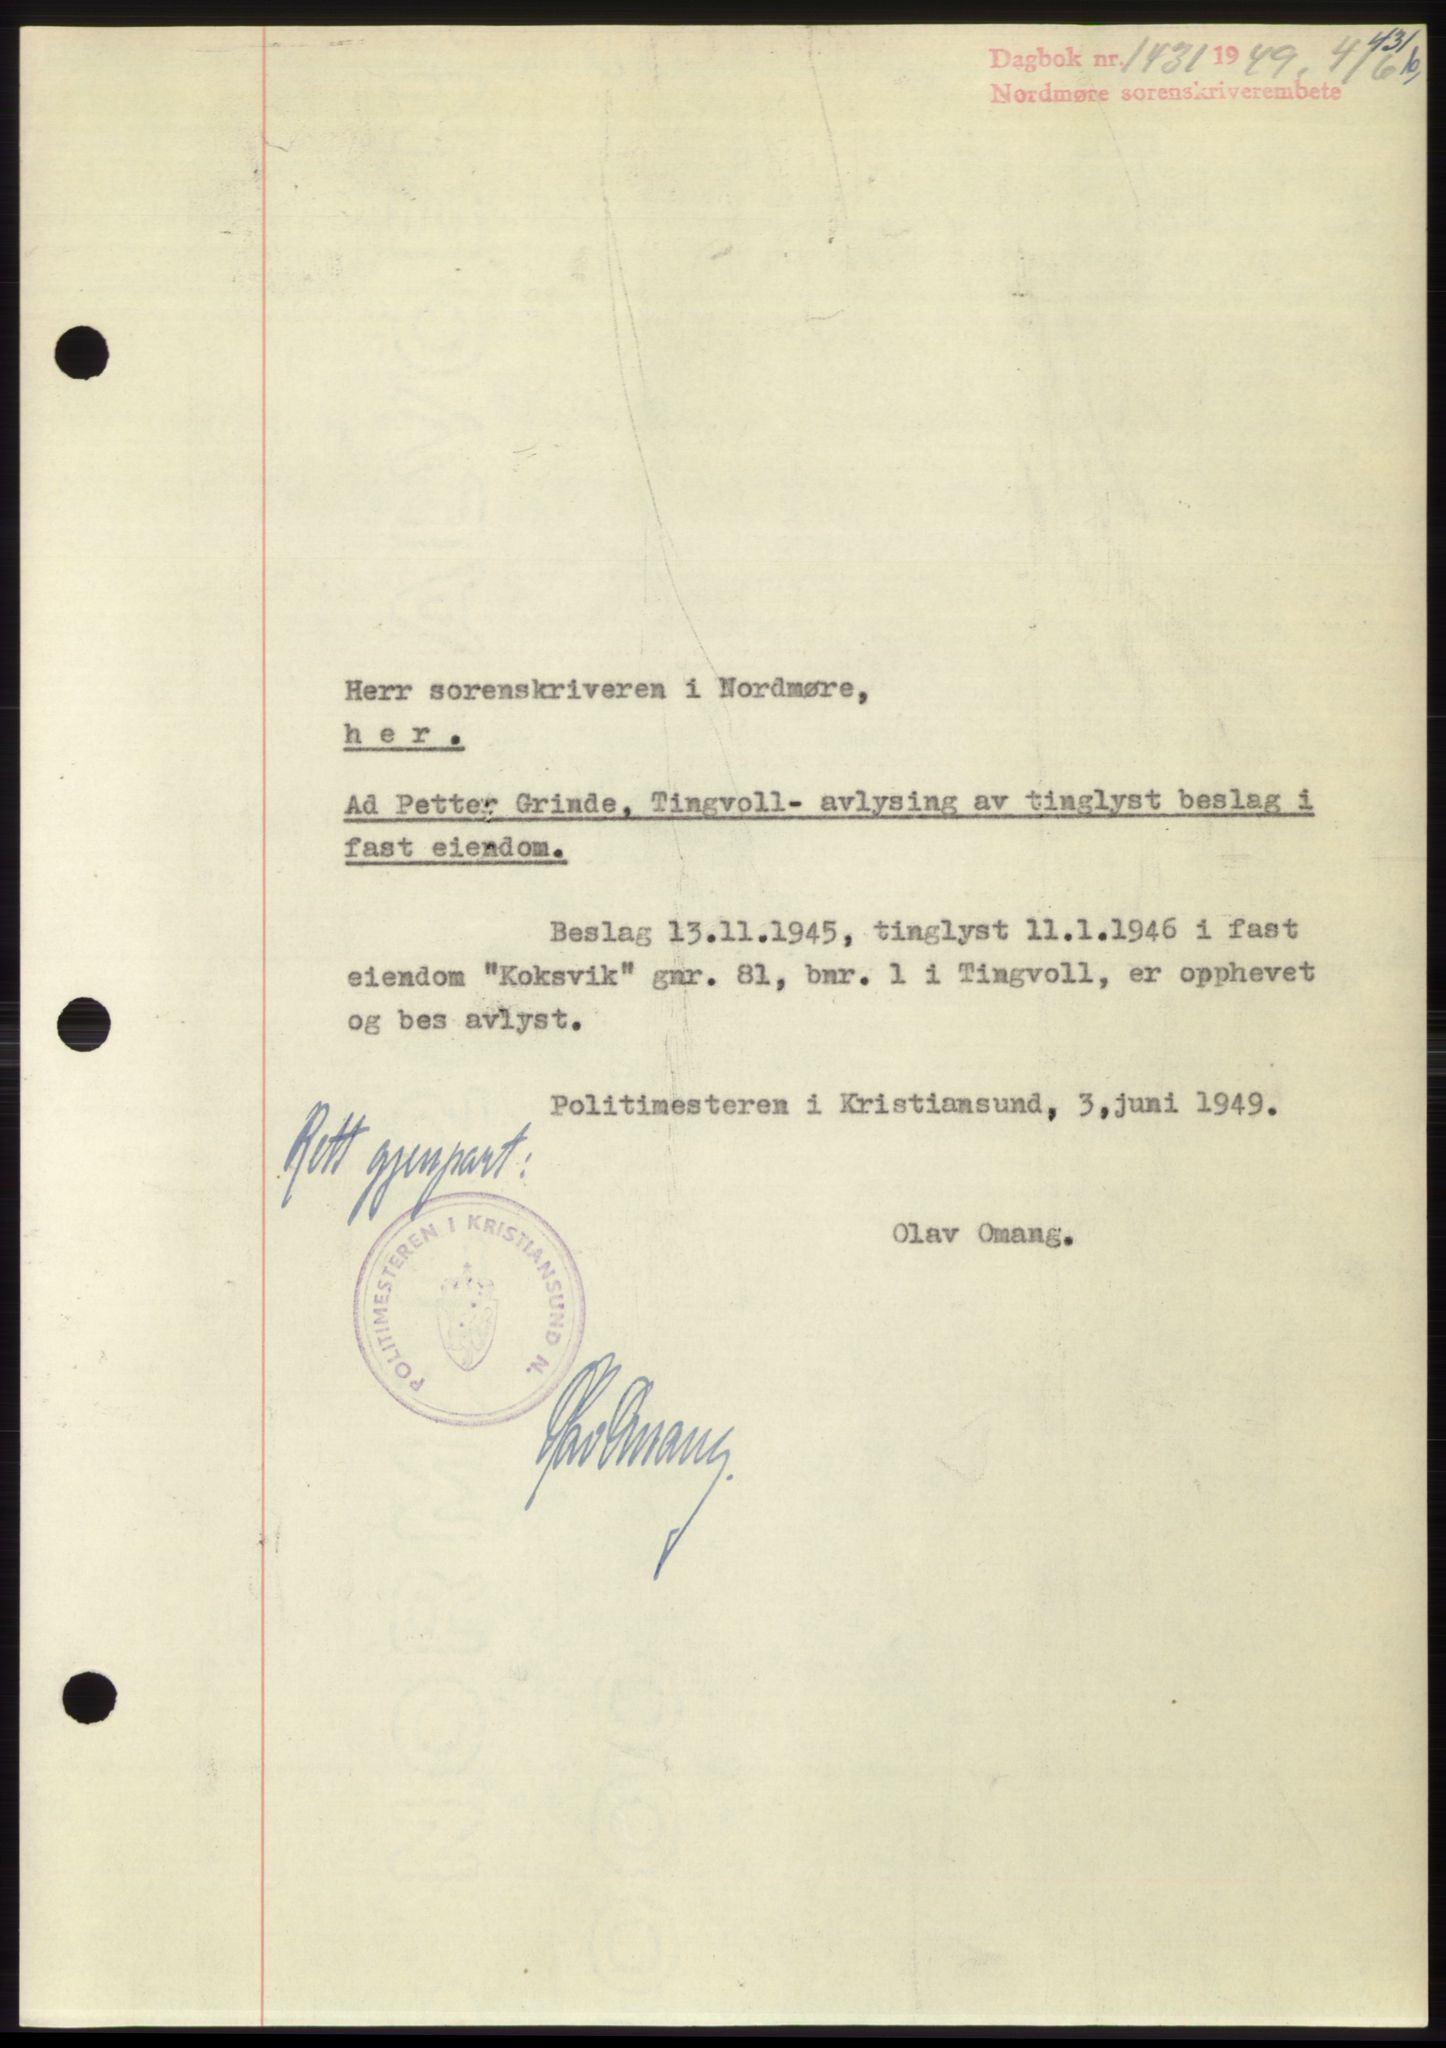 431
Dagbok nr. 1431 1949. 4/6
Nordmøre sorenskriverembete
Herr sorenskriveren i Nordmøre,
h e r .
Ad Petter Grinde, Tingvoll- avlysing av tinglyst beslag i
fast eiendom.
Beslag 13.11.1945, tinglyst 11.1.1946 i fast
eiendom "Koksvik" gnr. 81, bnr. 1 i Tingvoll, er opphevet
og bes avlyst.
Politimesteren i Kristiansund, 3,juni 1949.
Rett gjenpart:
Olav Omang.
POLITIMESTEREN I KRISTIANSUND N.
Olav Omang.